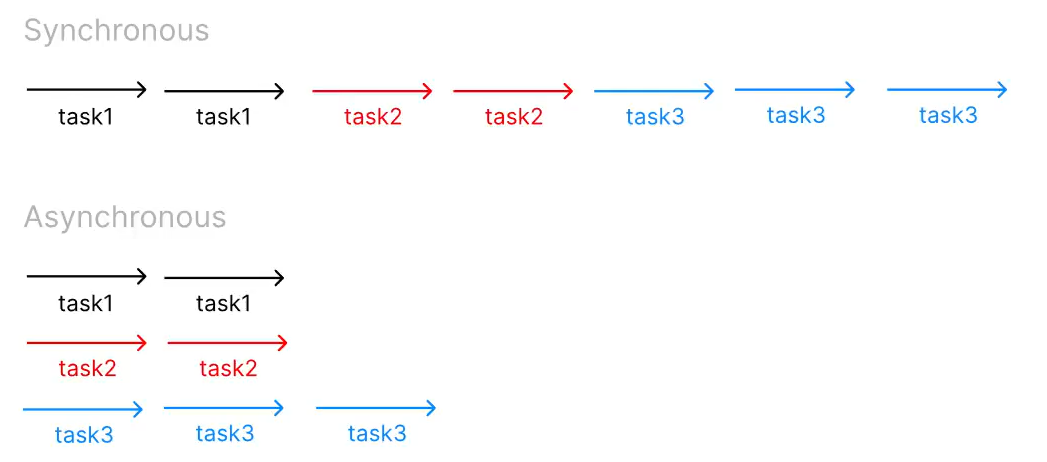 Synchronous
task1 task1 task2 task2 task3 task3 task3
Asynchronous
task1 task1
task2 task2
task3 task3 task3